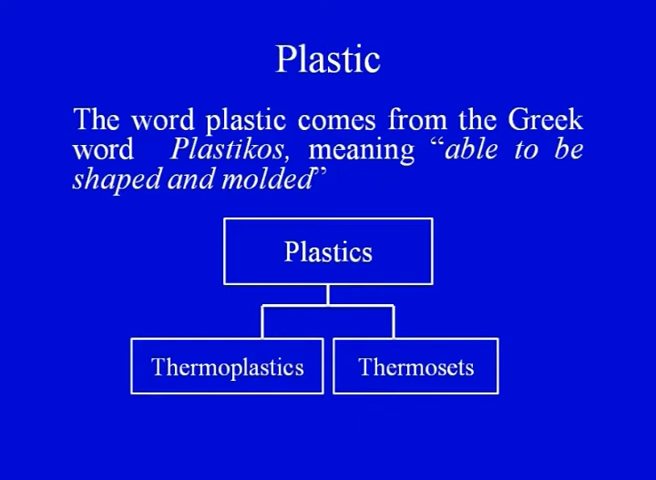 Plastic
The word plastic comes from the Greek
word Plastikos, meaning “able to be
shaped and molded”
Plastics
Thermoplastics Thermosets